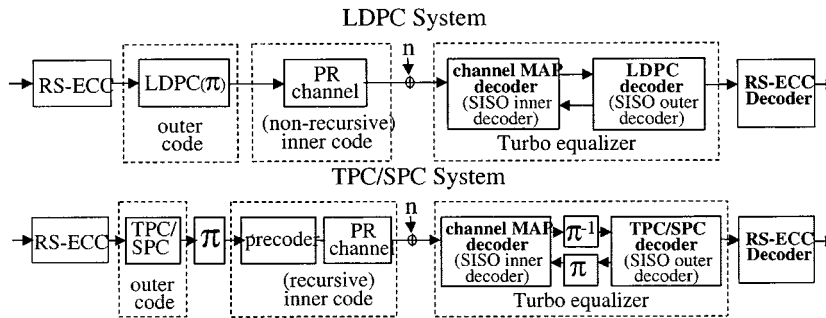 LDPC System
RS-ECC
LDPC(π)
outer
code
PR
channel
(non-recursive)
inner code
n
channel MAP
decoder
(SISO inner
decoder)
LDPC
decoder
(SISO outer
decoder)
Turbo equalizer
RS-ECC
Decoder
TPC/SPC System
RS-ECC
TPC/
SPC
outer
code
π
precoder
PR
channel
(recursive)
inner code
n
channel MAP
decoder
(SISO inner
decoder)
π-1
π
TPC/SPC
decoder
(SISO outer
decoder)
Turbo equalizer
RS-ECC
Decoder